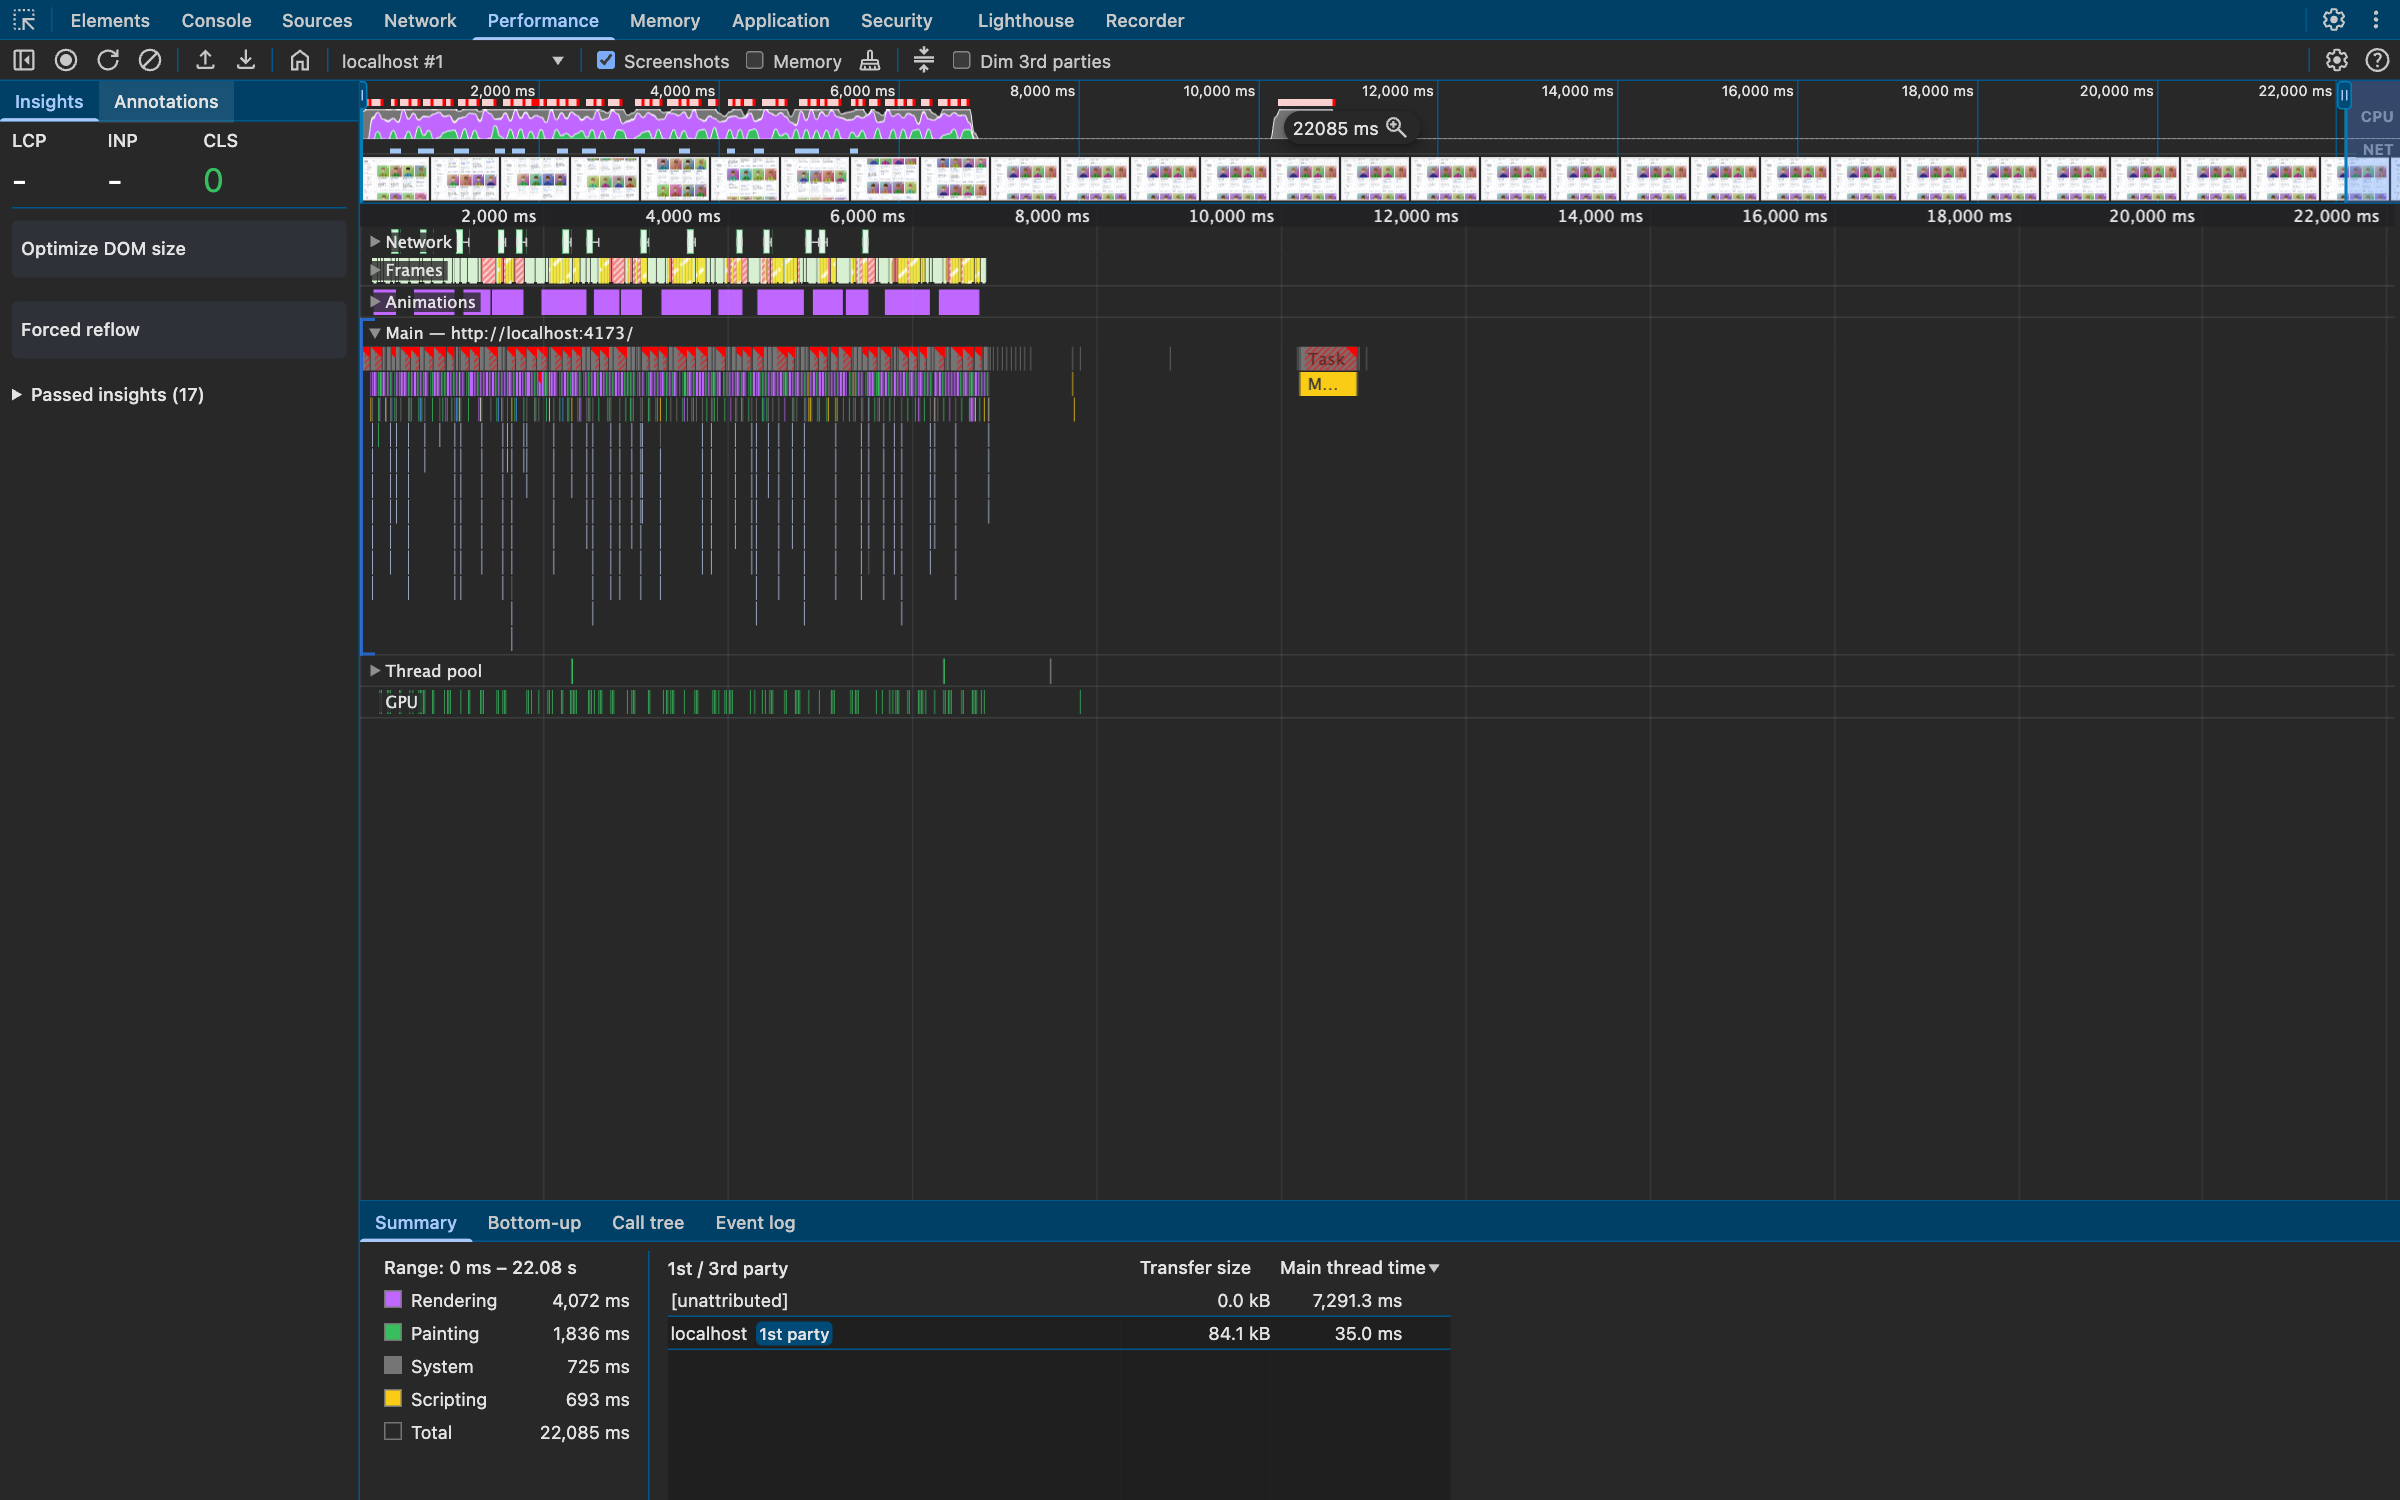 Elements Console Sources Network Performance Memory Application Security Lighthouse Recorder
localhost #1 Screenshots Memory Dim 3rd parties
Insights Annotations
LCP INP CLS
- - 0
Optimize DOM size
Forced reflow
Passed insights (17)
2,000 ms 4,000 ms 6,000 ms 8,000 ms 10,000 ms 12,000 ms 14,000 ms 16,000 ms 18,000 ms 20,000 ms 22,000 ms
CPU
22085 ms
NET
2,000 ms 4,000 ms 6,000 ms 8,000 ms 10,000 ms 12,000 ms 14,000 ms 16,000 ms 18,000 ms 20,000 ms 22,000 ms
Network
Frames
Animations
Main — http://localhost:4173/
Task
M...
Thread pool
GPU
Summary Bottom-up Call tree Event log
Range: 0 ms – 22.08 s
Rendering 4,072 ms
Painting 1,836 ms
System 725 ms
Scripting 693 ms
Total 22,085 ms
1st / 3rd party Transfer size Main thread time
[unattributed] 0.0 kB 7,291.3 ms
localhost 1st party 84.1 kB 35.0 ms